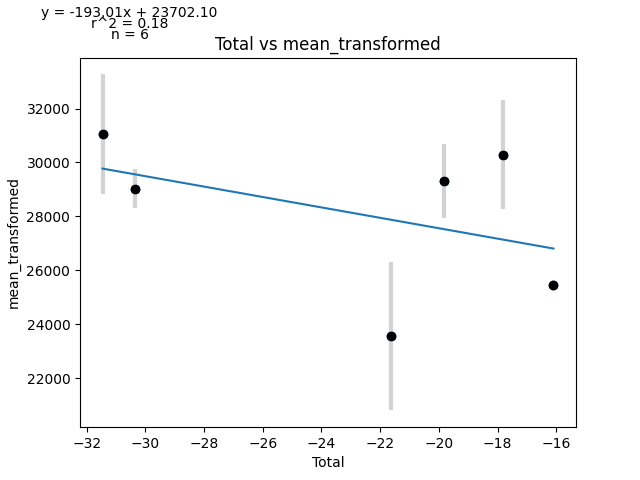 y = -193.01x + 23702.10
r^2 = 0.18
n = 6
Total vs mean_transformed
mean_transformed
32000
30000
28000
26000
24000
22000
−32 −30 −28 −26 −24 −22 −20 −18 −16
Total